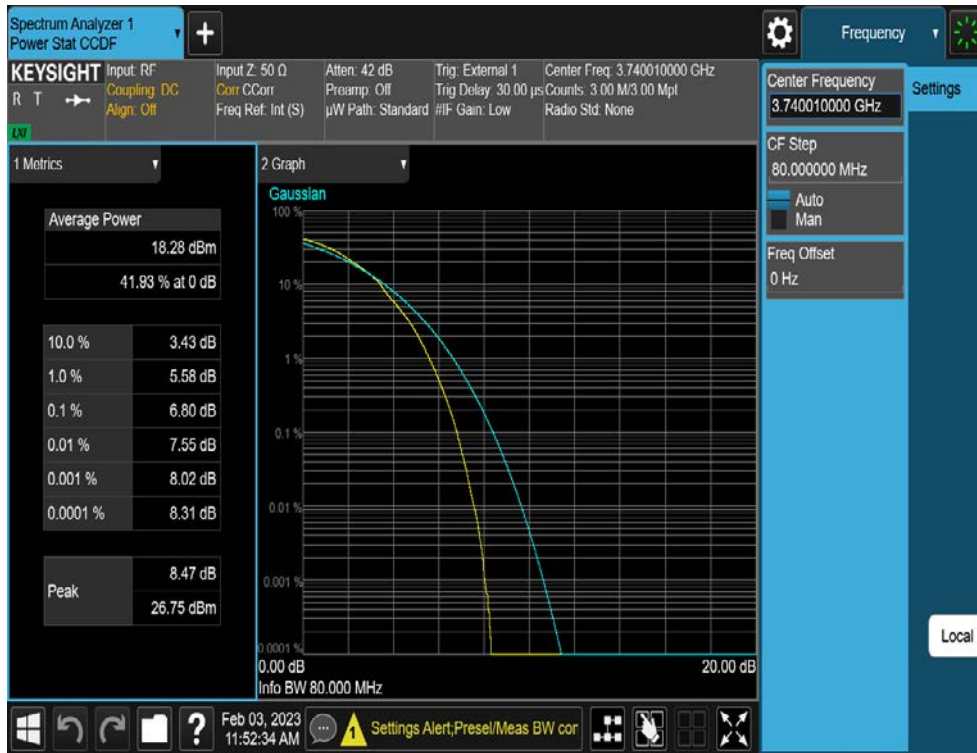 Spectrum Analyzer 1
Power Stat CCDF
+
Frequency
KEYSIGHT
R T
LXI
Input: RF
Coupling: DC
Align: Off
Input Z: 50 Ω
Corr CCorr
Freq Ref: Int (S)
Atten: 42 dB
Preamp: Off
µW Path: Standard
Trig: External 1
Trig Delay: 30.00 µs
#IF Gain: Low
Center Freq: 3.740010000 GHz
Counts: 3.00 M/3.00 Mpt
Radio Std: None
Center Frequency
3.740010000 GHz
Settings
CF Step
80.000000 MHz
Auto
Man
Freq Offset
0 Hz
Local
1 Metrics
Average Power
18.28 dBm
41.93 % at 0 dB
10.0 % 3.43 dB
1.0 % 5.58 dB
0.1 % 6.80 dB
0.01 % 7.55 dB
0.001 % 8.02 dB
0.0001 % 8.31 dB
Peak
8.47 dB
26.75 dBm
2 Graph
Gaussian
100 %
10 %
1 %
0.1 %
0.01 %
0.001 %
0.0001 %
0.00 dB 20.00 dB
Info BW 80.000 MHz
?
Feb 03, 2023
11:52:34 AM
1
Settings Alert;Presel/Meas BW cor